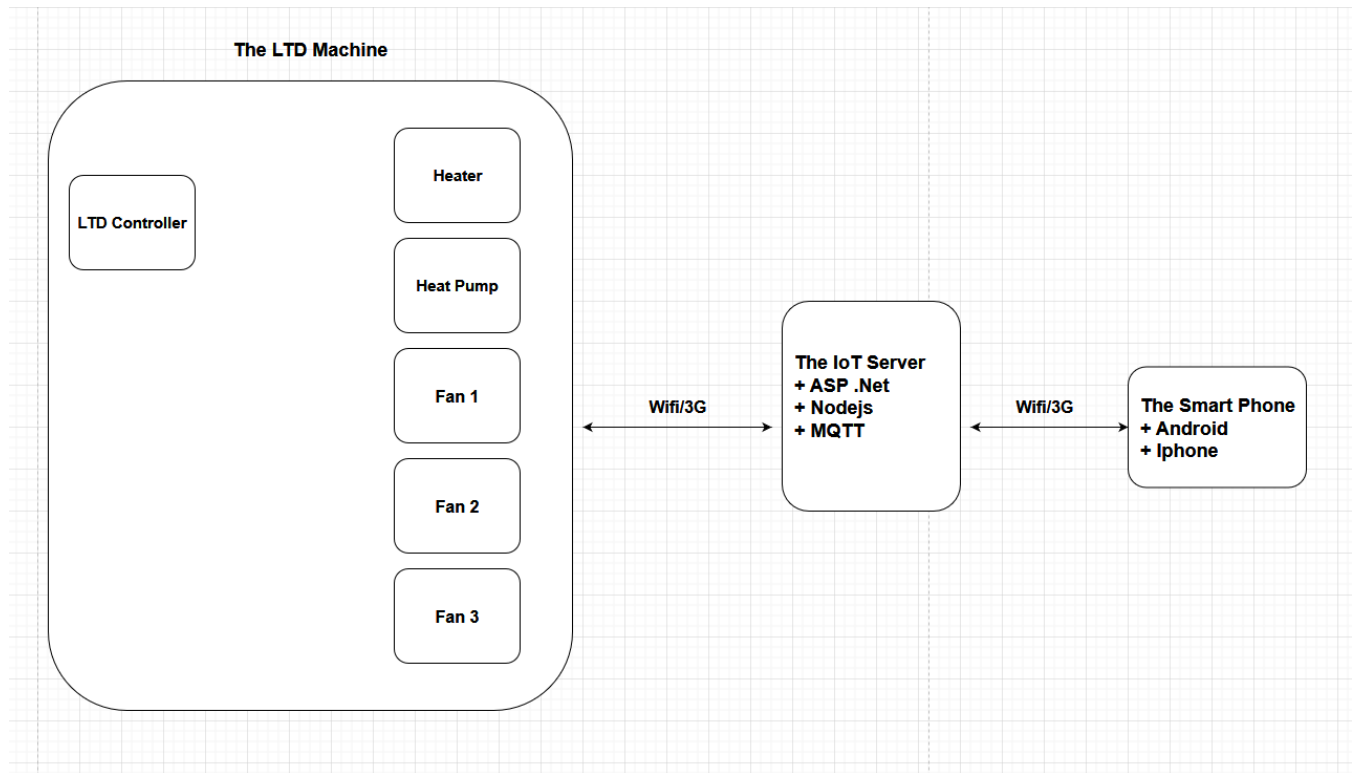 The LTD Machine
LTD Controller
Heater
Heat Pump
Fan 1
Fan 2
Fan 3
Wifi/3G
The IoT Server
+ ASP .Net
+ Nodejs
+ MQTT
Wifi/3G
The Smart Phone
+ Android
+ Iphone